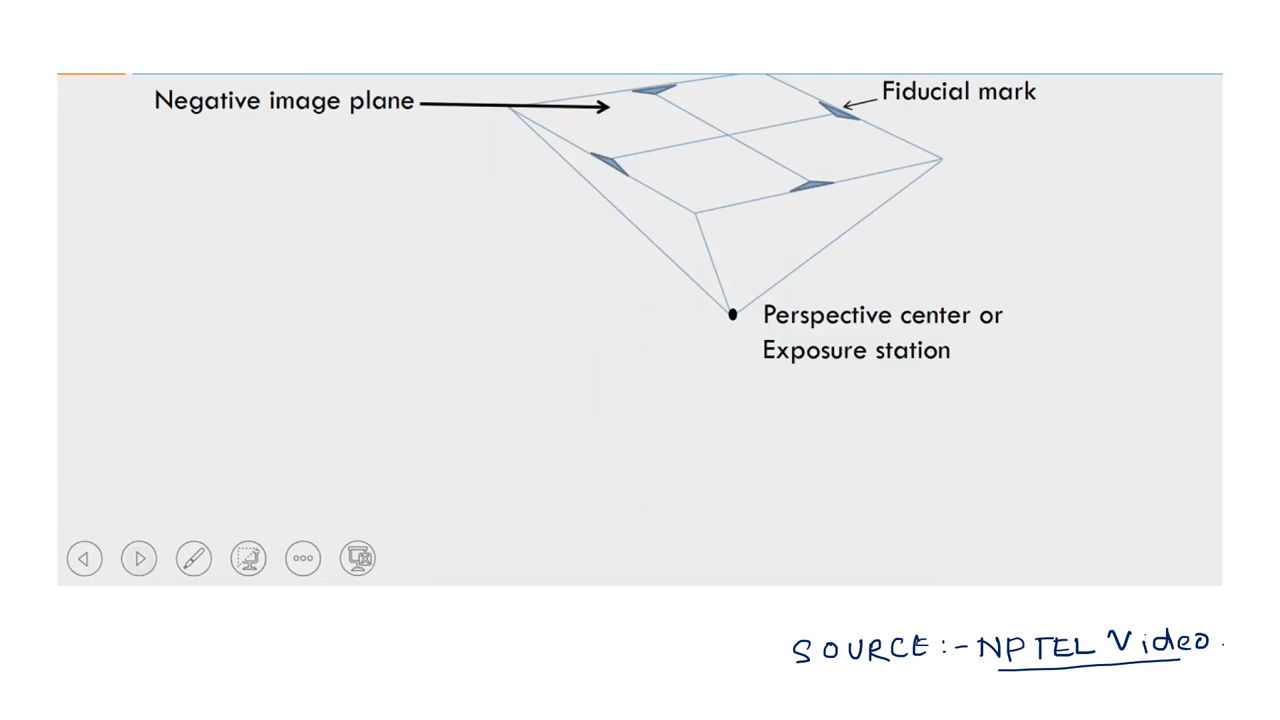 Negative image plane
Fiducial mark
Perspective center or
Exposure station
SOURCE:- NPTEL Video.